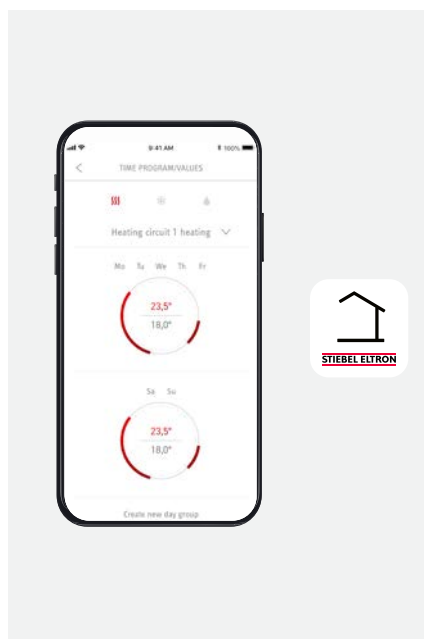 9:41 AM
100%
TIME PROGRAM/VALUES
Heating circuit 1 heating
Mo Tu We Th Fr
23,5°
18,0°
Sa Su
23,5°
18,0°
Create new day group
STIEBEL ELTRON